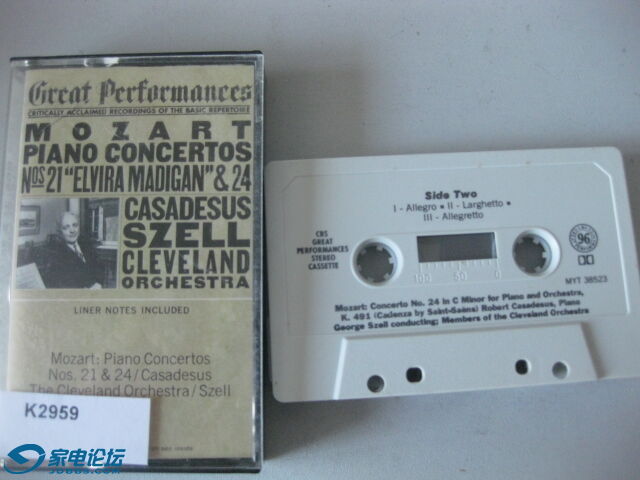 Great Performances
CRITICALLY ACCLAIMED RECORDINGS OF THE BASIC REPERTOIRE
MOZART
PIANO CONCERTOS
NOS 21 "ELVIRA MADIGAN" & 24
CASADESUS
SZELL
CLEVELAND
ORCHESTRA
LINER NOTES INCLUDED
Mozart: Piano Concertos
Nos. 21 & 24/Casadesus
The Cleveland Orchestra/Szell
K2959
家电论坛
Side Two
I - Allegro • II - Larghetto •
III - Allegretto
CBS
GREAT
PERFORMANCES
STEREO
CASSETTE
100 50 0
96
MYT 38523
Mozart: Concerto No. 24 in C Minor for Piano and Orchestra,
K. 491 (Cadenza by Saint-Saëns) Robert Casadesus, Piano
George Szell conducting; Members of the Cleveland Orchestra